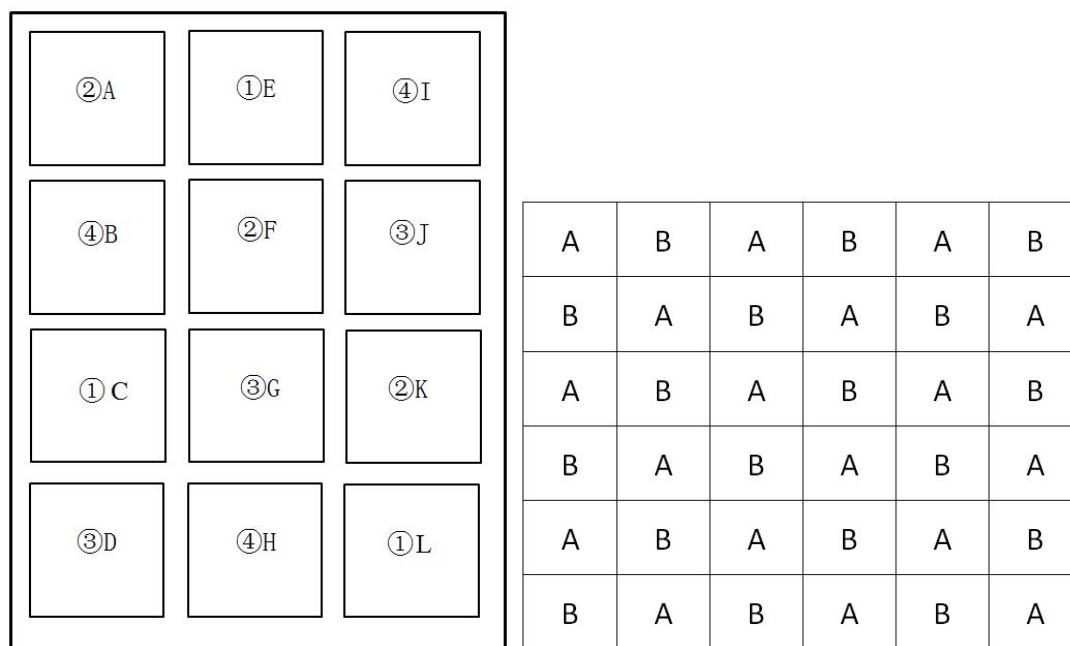 ②A ①E ④I
④B ②F ③J
① C ③G ②K
③D ④H ①L
A B A B A B
B A B A B A
A B A B A B
B A B A B A
A B A B A B
B A B A B A